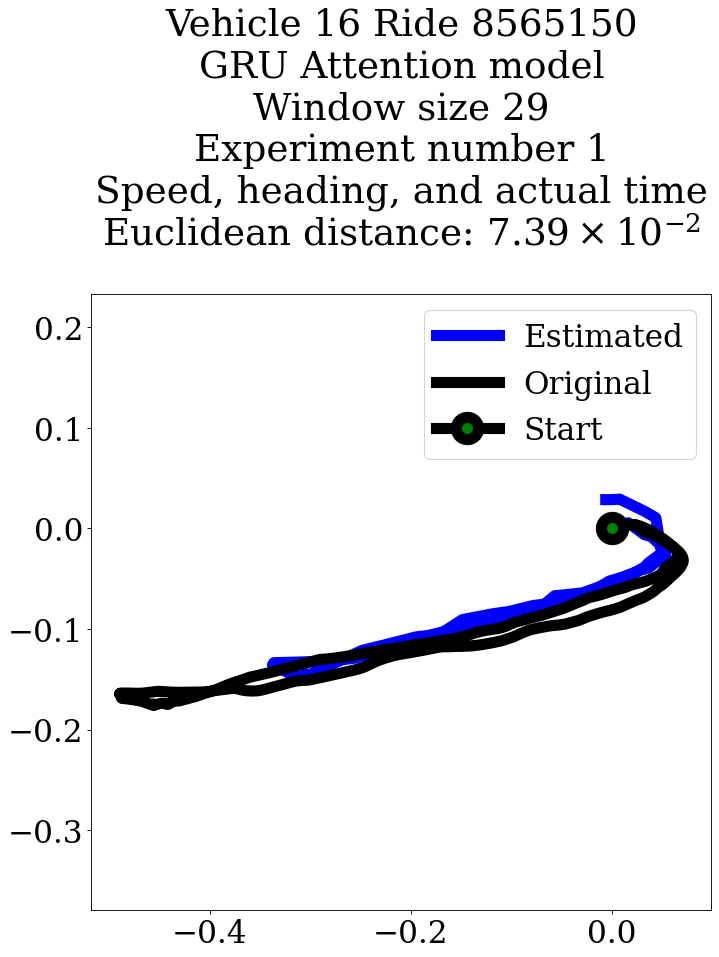 Vehicle 16 Ride 8565150
GRU Attention model
Window size 29
Experiment number 1
Speed, heading, and actual time
Euclidean distance: 7.39 × 10⁻²
Estimated
Original
Start
0.2
0.1
0.0
−0.1
−0.2
−0.3
−0.4
−0.2
0.0